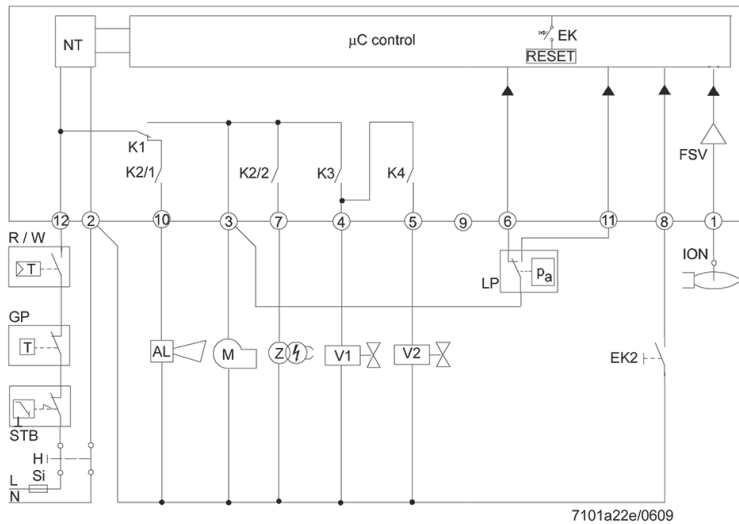 NT
µC control
EK
RESET
K1
K2/1
K2/2
K3
K4
FSV
12
2
10
3
7
4
5
9
6
11
8
1
R / W
T
LP
pa
ION
GP
T
AL
M
Z
V1
V2
EK2
STB
H
Si
L
N
7101a22e/0609